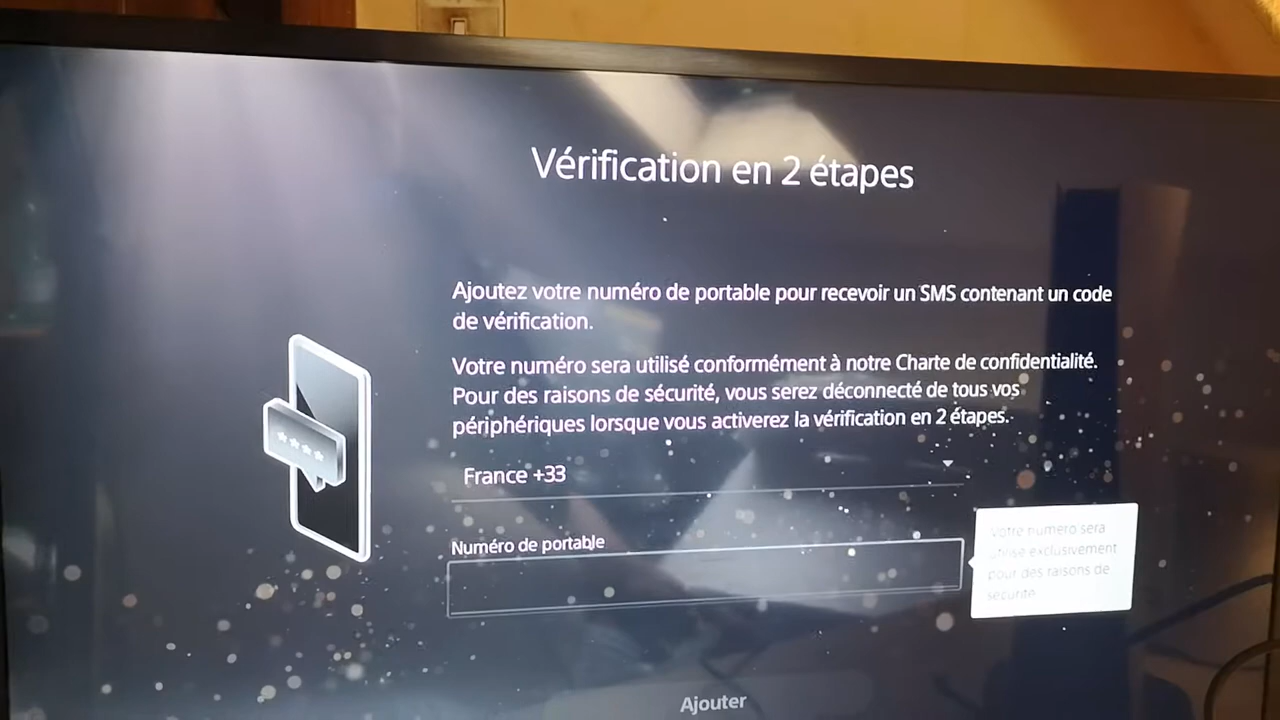 Vérification en 2 étapes
Ajoutez votre numéro de portable pour recevoir un SMS contenant un code
de vérification.
Votre numéro sera utilisé conformément à notre Charte de confidentialité.
Pour des raisons de sécurité, vous serez déconnecté de tous vos
périphériques lorsque vous activerez la vérification en 2 étapes.
France +33
Numéro de portable
Votre numéro sera
utilisé exclusivement
pour des raisons de
sécurité.
Ajouter